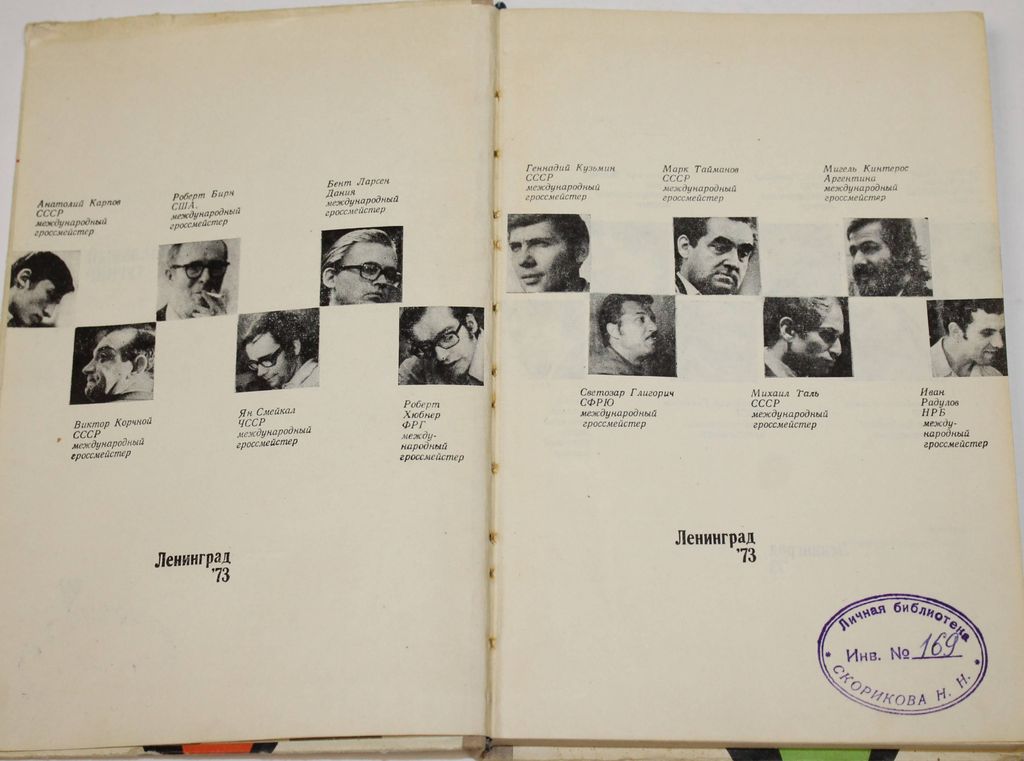 Анатолий Карпов
СССР
международный
гроссмейстер
Роберт Бирн
США,
международный
гроссмейстер
Бент Ларсен
Дания
международный
гроссмейстер
Виктор Корчной
СССР
международный
гроссмейстер
Ян Смейкал
ЧССР
международный
гроссмейстер
Роберт
Хюбнер
ФРГ
между-
народный
гроссмейстер
Ленинград
'73
Геннадий Кузьмин
СССР
международный
гроссмейстер
Марк Тайманов
СССР
международный
гроссмейстер
Мигель Кинтерос
Аргентина
международный
гроссмейстер
Светозар Глигорич
СФРЮ
международный
гроссмейстер
Михаил Таль
СССР
международный
гроссмейстер
Иван
Радулов
НРБ
между-
народный
гроссмейстер
Ленинград
'73
Личная библиотека
Инв. № 169
СКОРИКОВА Н. Н.